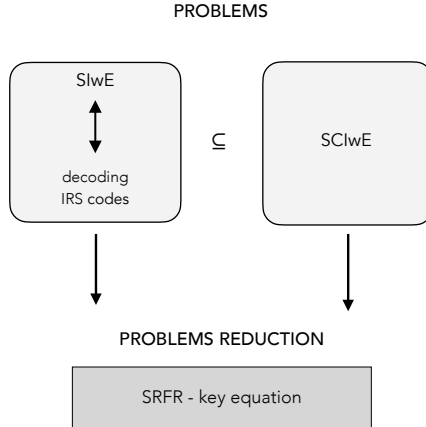 PROBLEMS
SIwE
decoding
IRS codes
⊆
SCIwE
PROBLEMS REDUCTION
SRFR - key equation